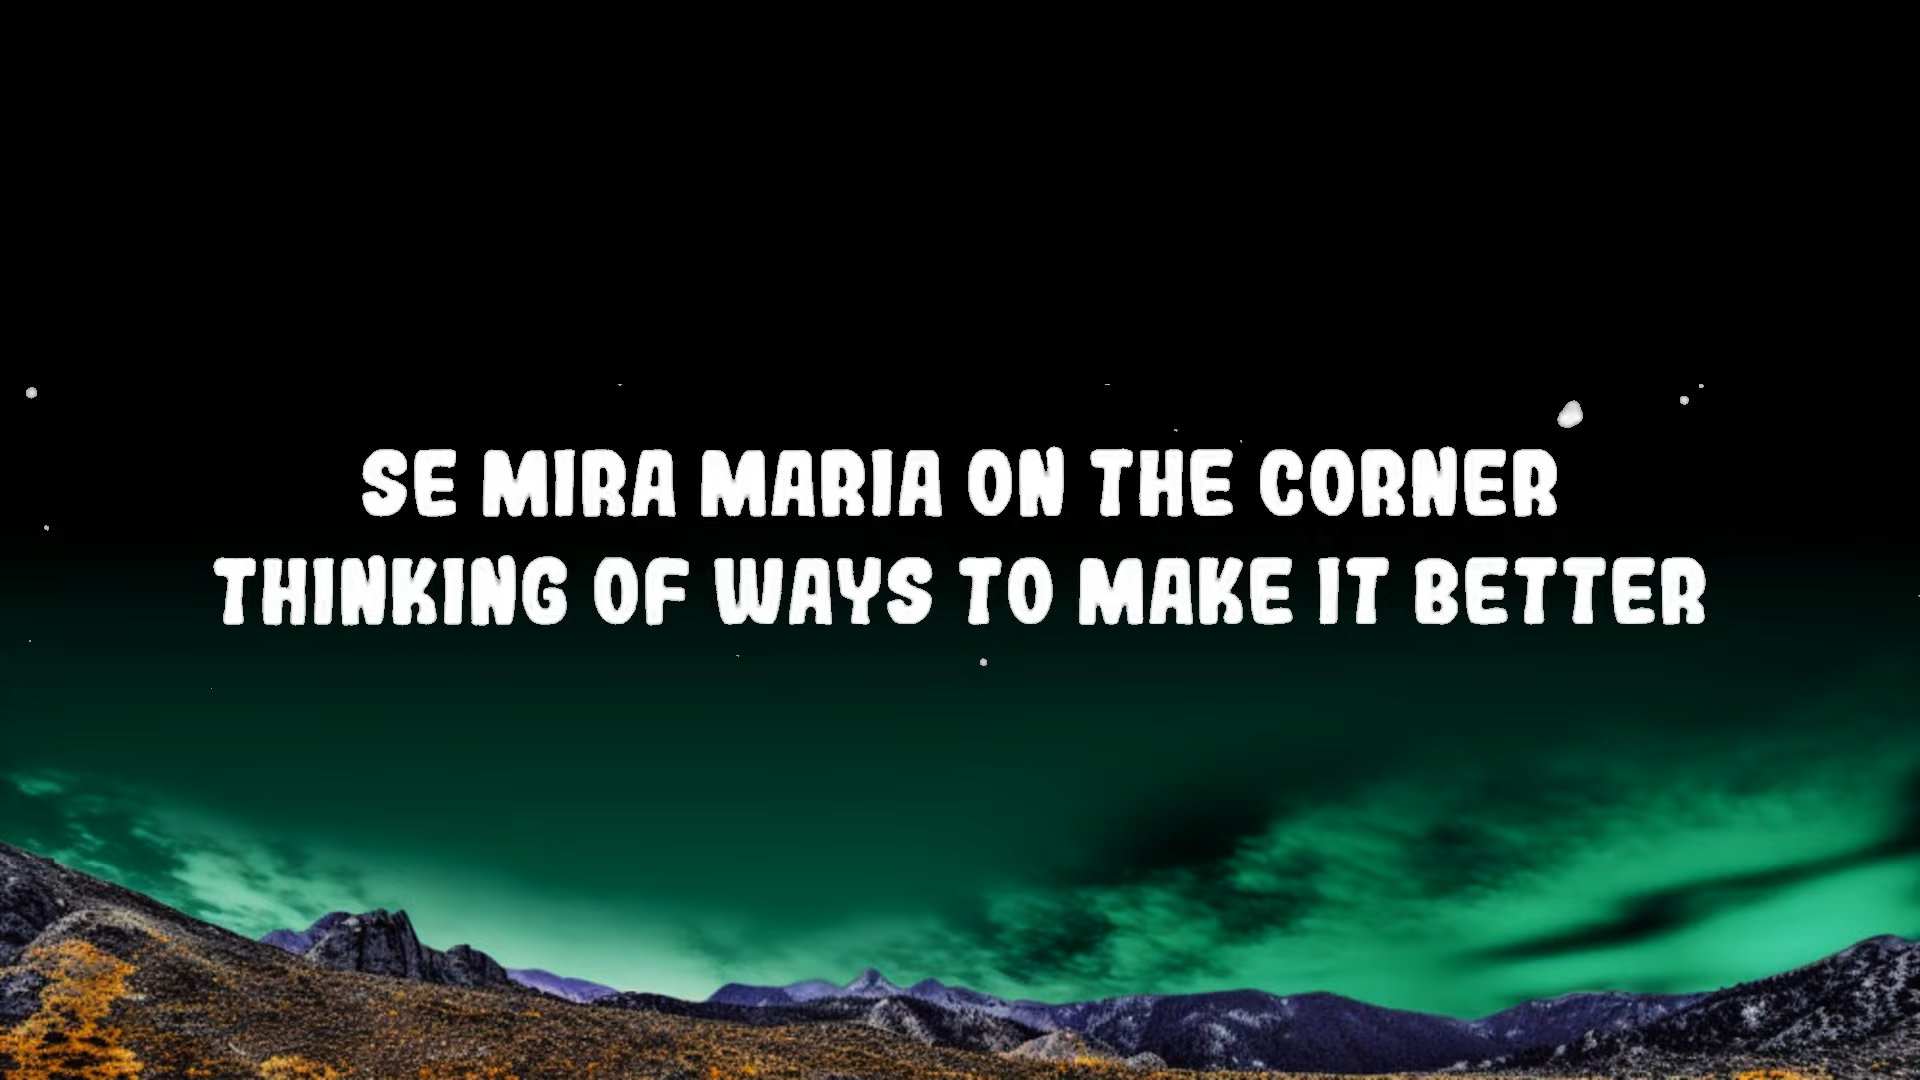 SE MIRA MARIA ON THE CORNER
THINKING OF WAYS TO MAKE IT BETTER